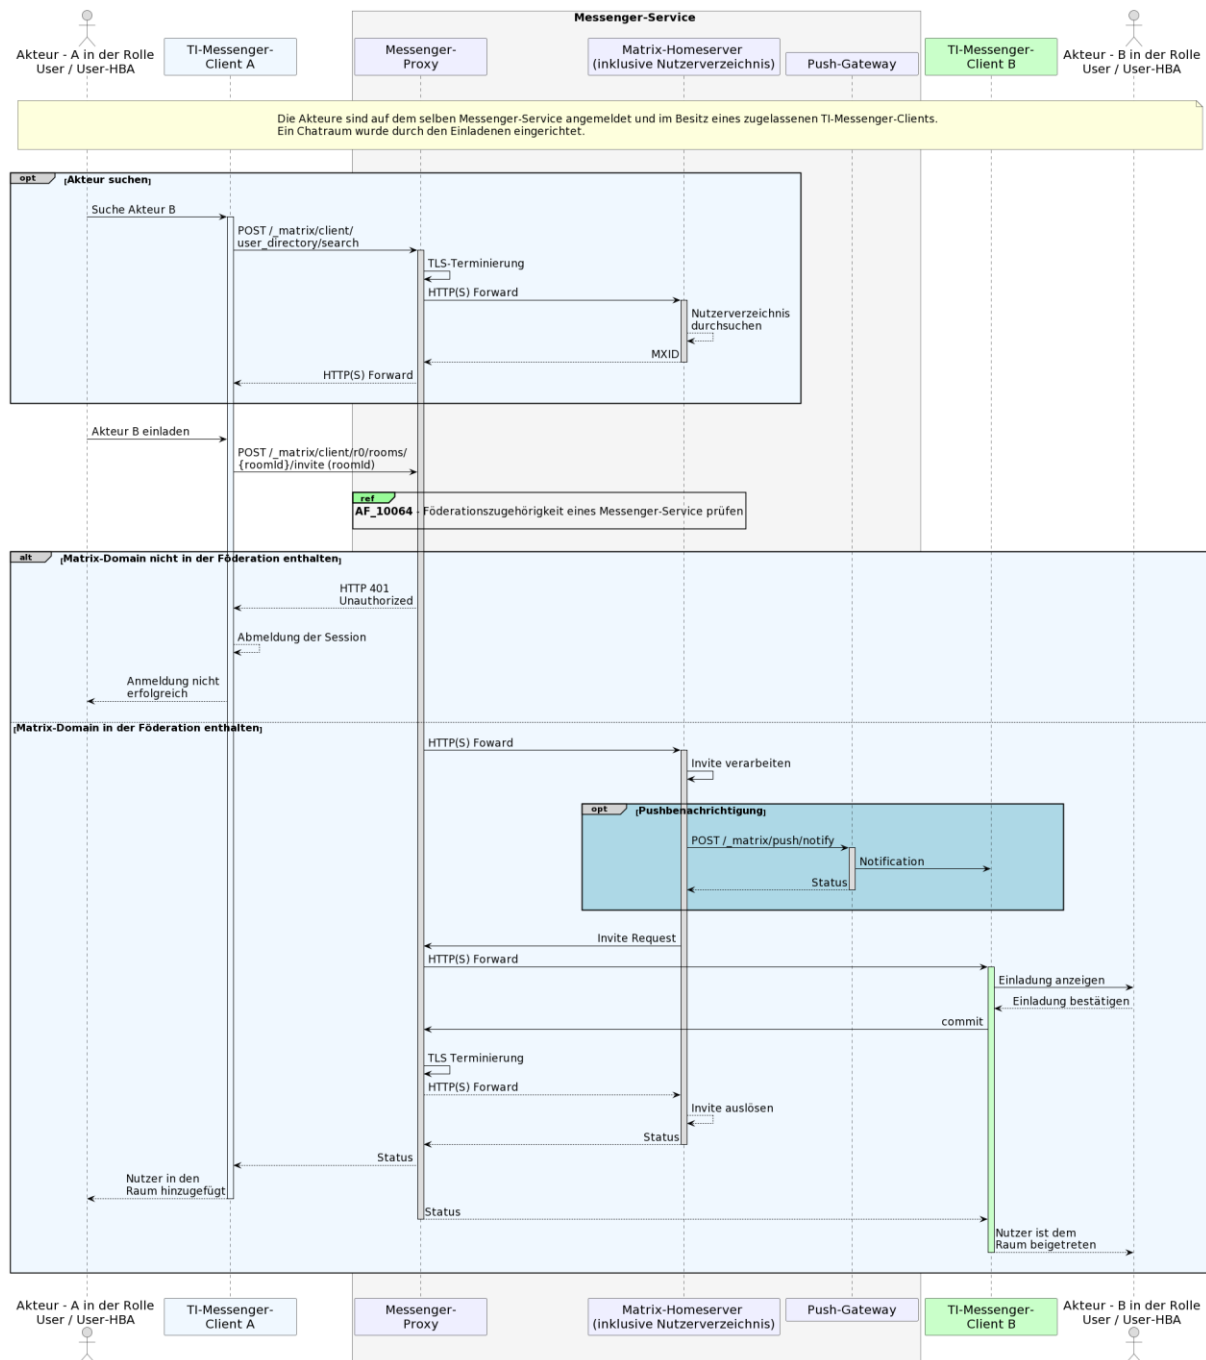 Messenger-Service
Akteur - A in der Rolle
User / User-HBA
TI-Messenger-
Client A
Messenger-
Proxy
Matrix-Homeserver
(inklusive Nutzerverzeichnis)
Push-Gateway
TI-Messenger-
Client B
Akteur - B in der Rolle
User / User-HBA
Die Akteure sind auf dem selben Messenger-Service angemeldet und im Besitz eines zugelassenen TI-Messenger-Clients.
Ein Chatraum wurde durch den Einladenen eingerichtet.
opt [Akteur suchen]
Suche Akteur B
POST /_matrix/client/
user_directory/search
TLS-Terminierung
HTTP(S) Forward
Nutzerverzeichnis
durchsuchen
MXID
HTTP(S) Forward
Akteur B einladen
POST /_matrix/client/r0/rooms/
{roomId}/invite (roomId)
ref
AF_10064 - Föderationszugehörigkeit eines Messenger-Service prüfen
alt [Matrix-Domain nicht in der Föderation enthalten]
HTTP 401
Unauthorized
Abmeldung der Session
Anmeldung nicht
erfolgreich
[Matrix-Domain in der Föderation enthalten]
HTTP(S) Foward
Invite verarbeiten
opt [Pushbenachrichtigung]
POST /_matrix/push/notify
Notification
Status
Invite Request
HTTP(S) Forward
Einladung anzeigen
Einladung bestätigen
commit
TLS Terminierung
HTTP(S) Forward
Invite auslösen
Status
Status
Nutzer in den
Raum hinzugefügt
Status
Nutzer ist dem
Raum beigetreten
Akteur - A in der Rolle
User / User-HBA
TI-Messenger-
Client A
Messenger-
Proxy
Matrix-Homeserver
(inklusive Nutzerverzeichnis)
Push-Gateway
TI-Messenger-
Client B
Akteur - B in der Rolle
User / User-HBA